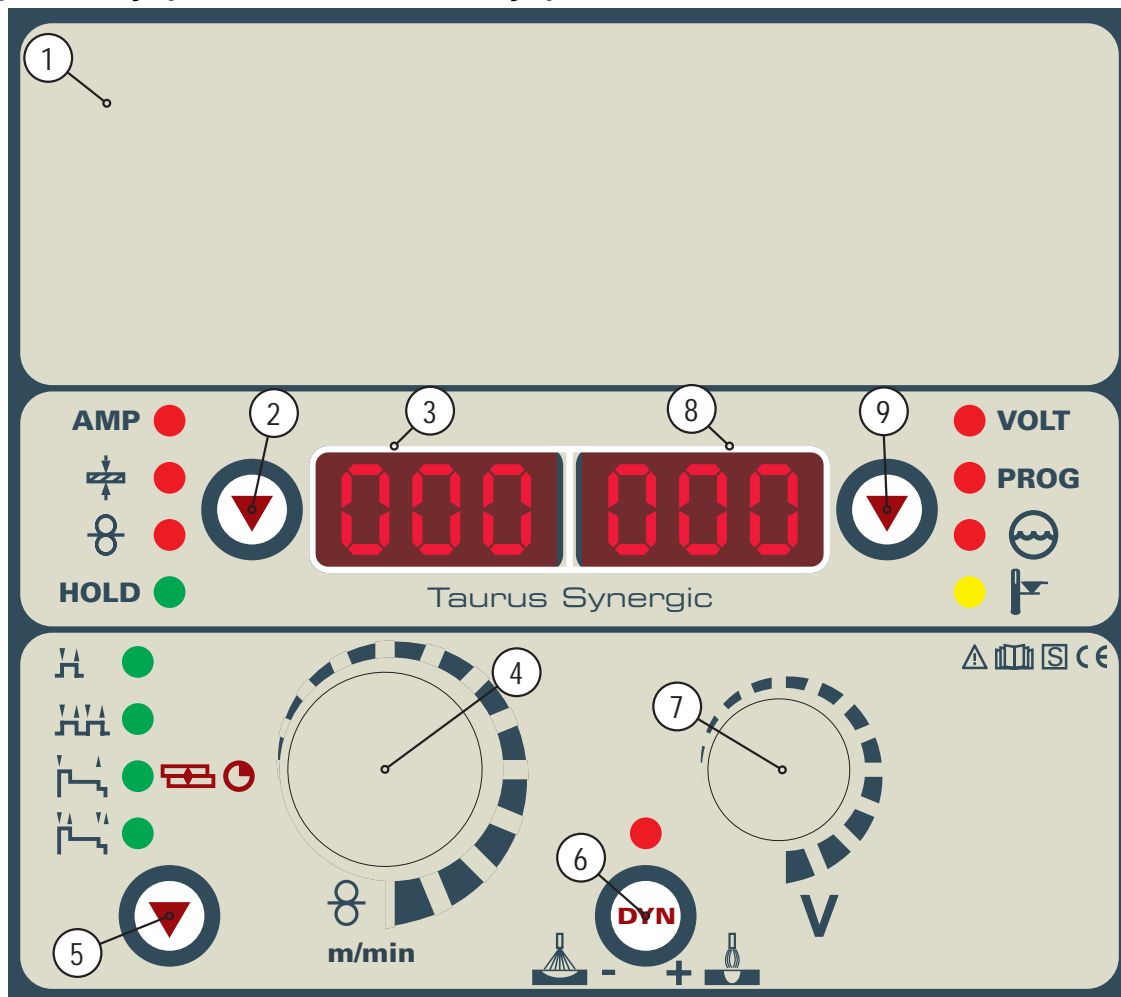 1
2
3
8
9
AMP
VOLT
PROG
HOLD
000
000
Taurus Synergic
4
7
S CE
6
DYN
5
m/min
- +
V